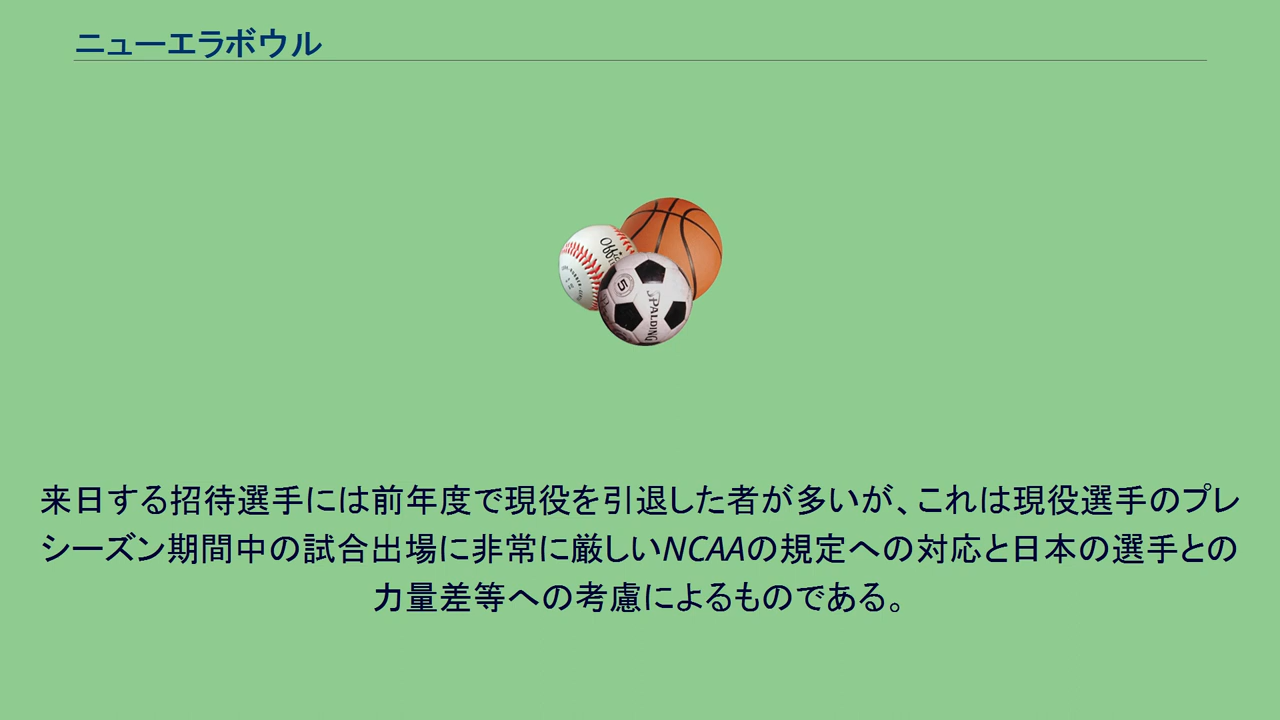 ニューエラボウル
Offici
5
SPALDING
来日する招待選手には前年度で現役を引退した者が多いが、これは現役選手のプレ
シーズン期間中の試合出場に非常に厳しいNCAAの規定への対応と日本の選手との
力量差等への考慮によるものである。